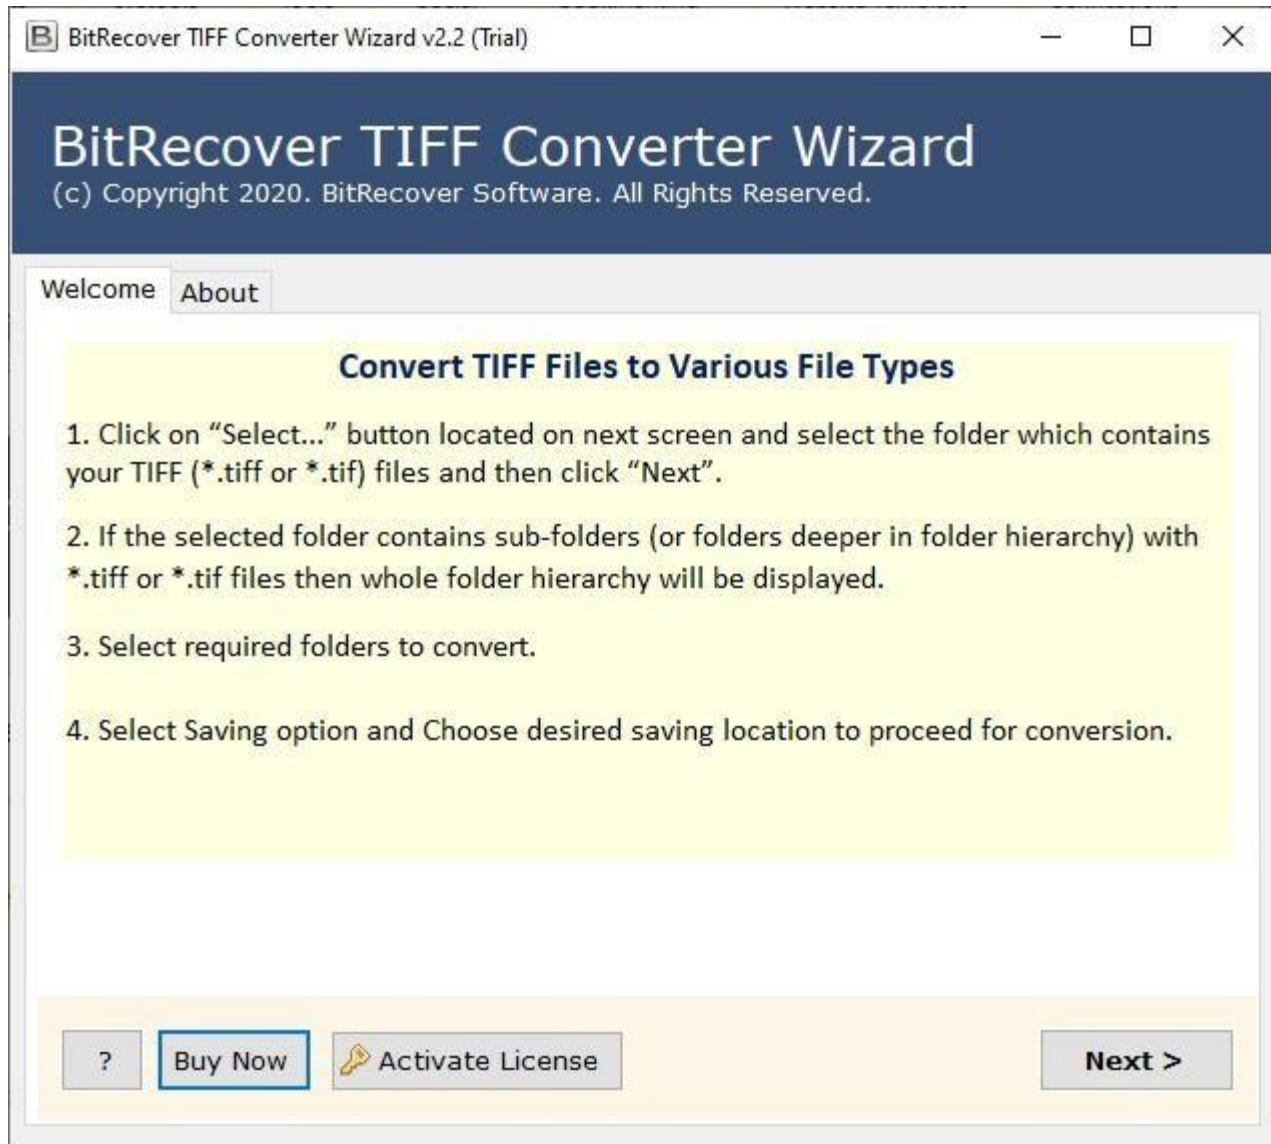 BitRecover TIFF Converter Wizard v2.2 (Trial)
BitRecover TIFF Converter Wizard
(c) Copyright 2020. BitRecover Software. All Rights Reserved.
Welcome
About
Convert TIFF Files to Various File Types
1. Click on “Select...” button located on next screen and select the folder which contains
your TIFF (*.tiff or *.tif) files and then click “Next”.
2. If the selected folder contains sub-folders (or folders deeper in folder hierarchy) with
*.tiff or *.tif files then whole folder hierarchy will be displayed.
3. Select required folders to convert.
4. Select Saving option and Choose desired saving location to proceed for conversion.
?
Buy Now
Activate License
Next >